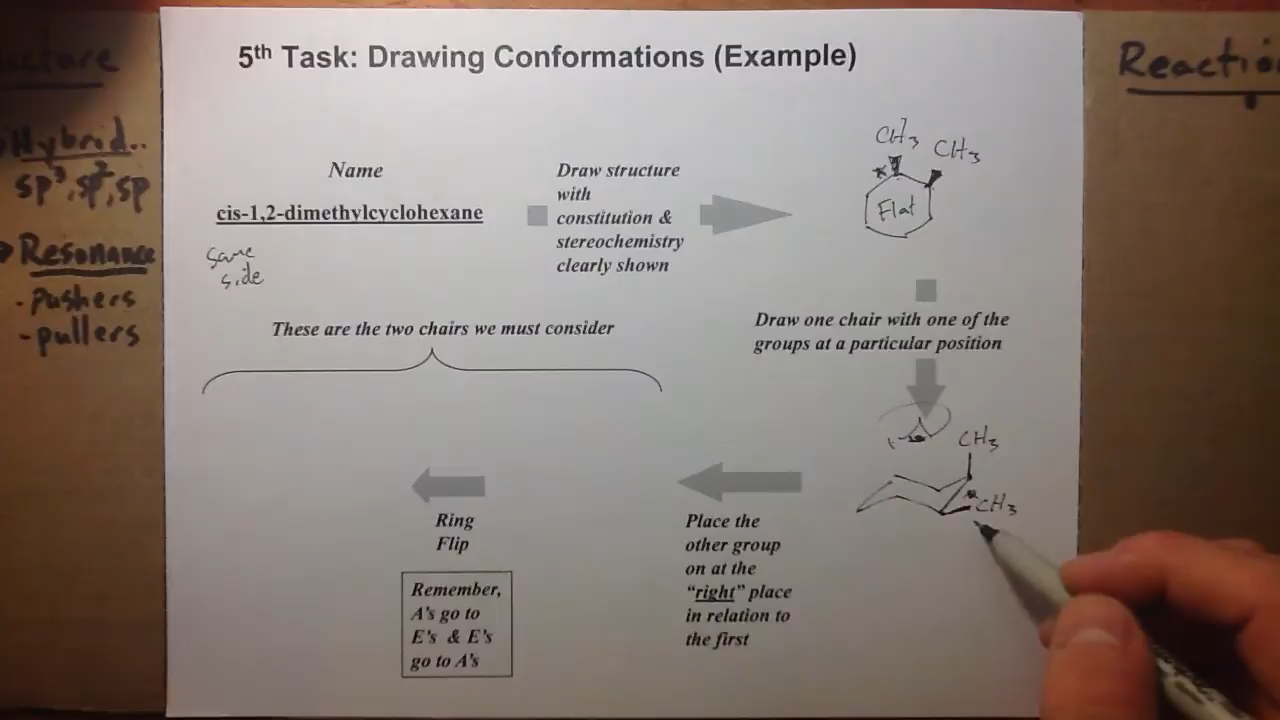 5th Task: Drawing Conformations (Example)
Reactio
Hybrid..
sp3, sp2, sp
Resonance
- pushers
- pullers
Name
cis-1,2-dimethylcyclohexane
same
side
Draw structure
with
constitution &
stereochemistry
clearly shown
CH3
CH3
Flat
These are the two chairs we must consider
Draw one chair with one of the
groups at a particular position
CH3
CH3
Ring
Flip
Remember,
A's go to
E's & E's
go to A's
Place the
other group
on at the
“right” place
in relation to
the first